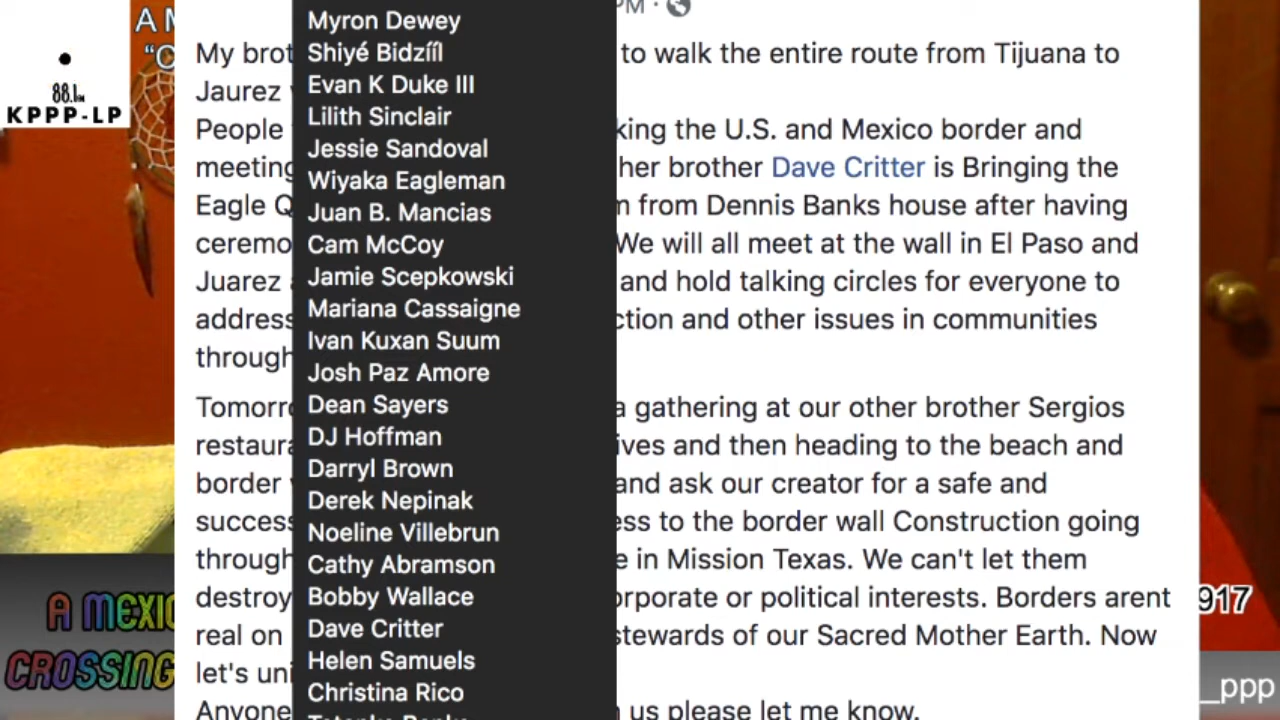 A M
"C
88.1 FM
KPPP-LP
PM ·
My brot
to walk the entire route from Tijuana to
Jaurez
People
king the U.S. and Mexico border and
meeting
her brother Dave Critter is Bringing the
Eagle Q
m from Dennis Banks house after having
ceremo
We will all meet at the wall in El Paso and
Juarez
and hold talking circles for everyone to
address
ction and other issues in communities
through
Tomorro
a gathering at our other brother Sergios
restaura
ives and then heading to the beach and
border
and ask our creator for a safe and
success
ess to the border wall Construction going
through
e in Mission Texas. We can't let them
destroy
orporate or political interests. Borders arent
real on
stewards of our Sacred Mother Earth. Now
let's uni
Anyone
us please let me know.
Myron Dewey
Shiyé Bidzííl
Evan K Duke III
Lilith Sinclair
Jessie Sandoval
Wiyaka Eagleman
Juan B. Mancias
Cam McCoy
Jamie Scepkowski
Mariana Cassaigne
Ivan Kuxan Suum
Josh Paz Amore
Dean Sayers
DJ Hoffman
Darryl Brown
Derek Nepinak
Noeline Villebrun
Cathy Abramson
Bobby Wallace
Dave Critter
Helen Samuels
Christina Rico
A MEXIC
CROSSING
917
_ppp